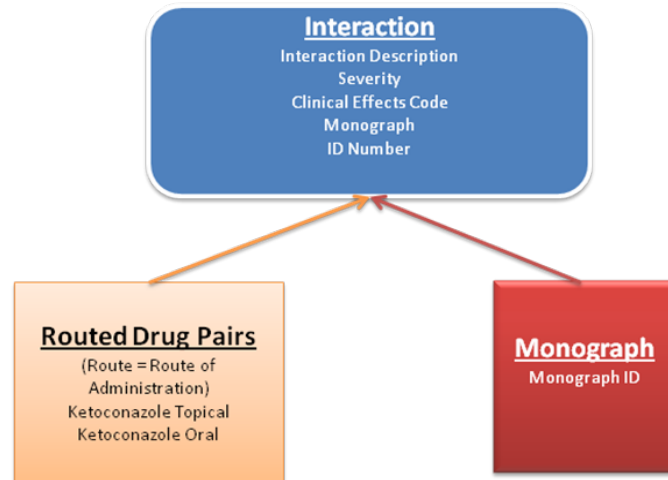 Interaction
Interaction Description
Severity
Clinical Effects Code
Monograph
ID Number
Routed Drug Pairs
(Route = Route of
Administration)
Ketoconazole Topical
Ketoconazole Oral
Monograph
Monograph ID